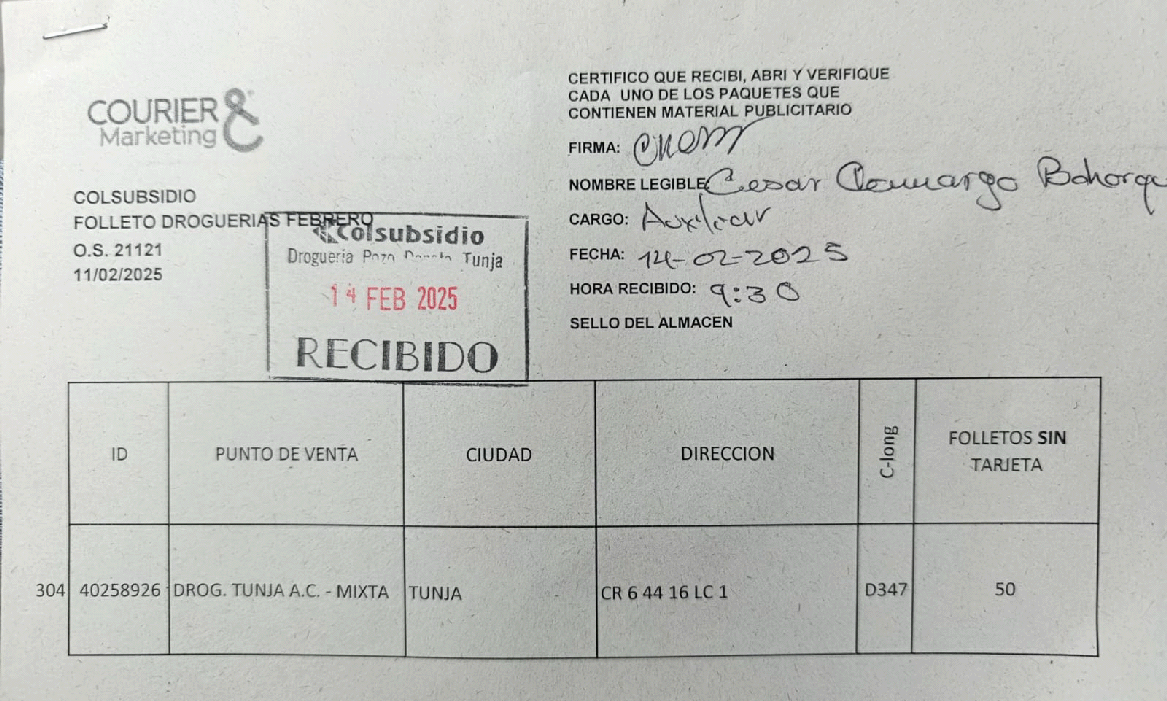 COURIER &
Marketing
COLSUBSIDIO
FOLLETO DROGUERIAS FEBRERO
O.S. 21121
11/02/2025
Colsubsidio
Drogueria Pozo Tunja
14 FEB 2025
RECIBIDO
CERTIFICO QUE RECIBI, ABRI Y VERIFIQUE
CADA UNO DE LOS PAQUETES QUE
CONTIENEN MATERIAL PUBLICITARIO
FIRMA:
NOMBRE LEGIBLE Cesar Camargo
CARGO: Auxiliar
FECHA: 14-02-2025
HORA RECIBIDO: 9:30
SELLO DEL ALMACEN
ID PUNTO DE VENTA CIUDAD DIRECCION C-long FOLLETOS SIN
TARJETA
304 40258926 DROG. TUNJA A.C. - MIXTA TUNJA CR 6 44 16 LC 1 D347 50